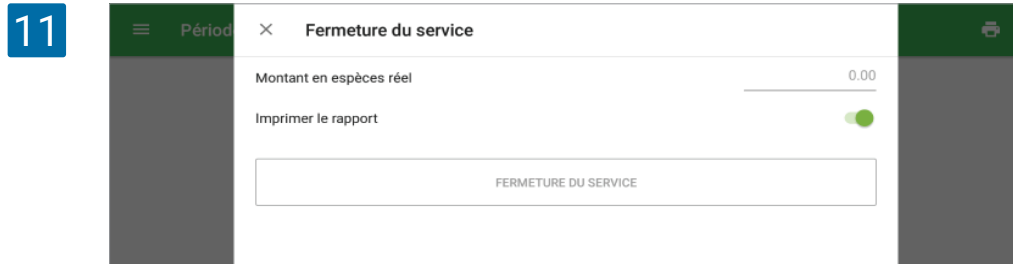 11
Périod
Fermeture du service
Montant en espèces réel
0.00
Imprimer le rapport
FERMETURE DU SERVICE